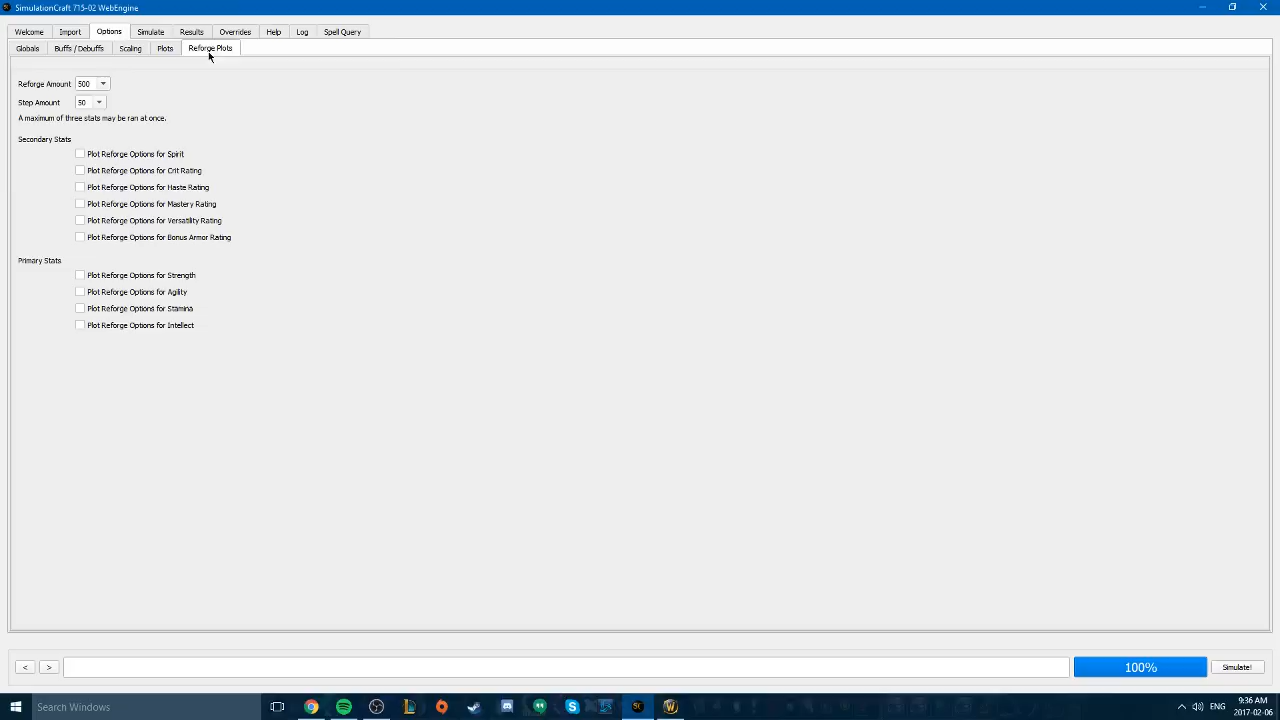 SimulationCraft 715-02 WebEngine
Welcome Import Options Simulate Results Overrides Help Log Spell Query
Globals Buffs / Debuffs Scaling Plots Reforge Plots
Reforge Amount 500
Step Amount 50
A maximum of three stats may be ran at once.
Secondary Stats
Plot Reforge Options for Spirit
Plot Reforge Options for Crit Rating
Plot Reforge Options for Haste Rating
Plot Reforge Options for Mastery Rating
Plot Reforge Options for Versatility Rating
Plot Reforge Options for Bonus Armor Rating
Primary Stats
Plot Reforge Options for Strength
Plot Reforge Options for Agility
Plot Reforge Options for Stamina
Plot Reforge Options for Intellect
< > 100% Simulate!
Search Windows
ENG
9:36 AM
2017-02-06